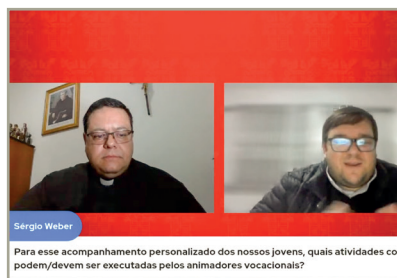 Sérgio Weber
Para esse acompanhamento personalizado dos nossos jovens, quais atividades co
podem/devem ser executadas pelos animadores vocacionais?